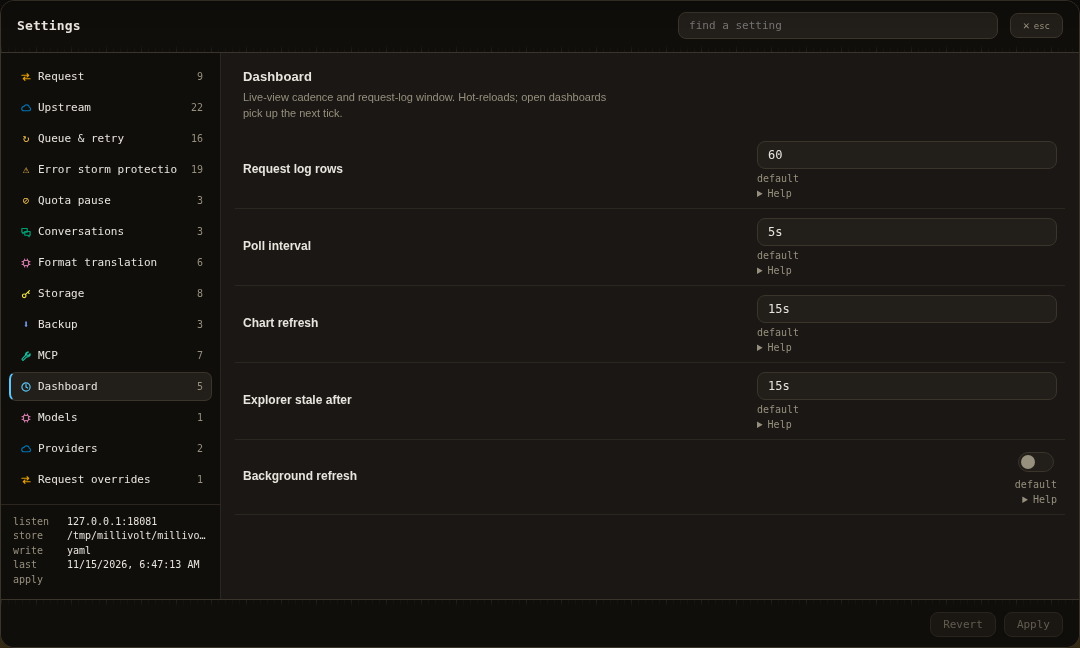 Settings
find a setting
× esc
Request 9
Upstream 22
Queue & retry 16
Error storm protectio 19
Quota pause 3
Conversations 3
Format translation 6
Storage 8
Backup 3
MCP 7
Dashboard 5
Models 1
Providers 2
Request overrides 1
listen 127.0.0.1:18081
store /tmp/millivolt/millivo…
write yaml
last apply 11/15/2026, 6:47:13 AM
Dashboard
Live-view cadence and request-log window. Hot-reloads; open dashboards
pick up the next tick.
Request log rows
60
default
Help
Poll interval
5s
default
Help
Chart refresh
15s
default
Help
Explorer stale after
15s
default
Help
Background refresh
default
Help
Revert
Apply